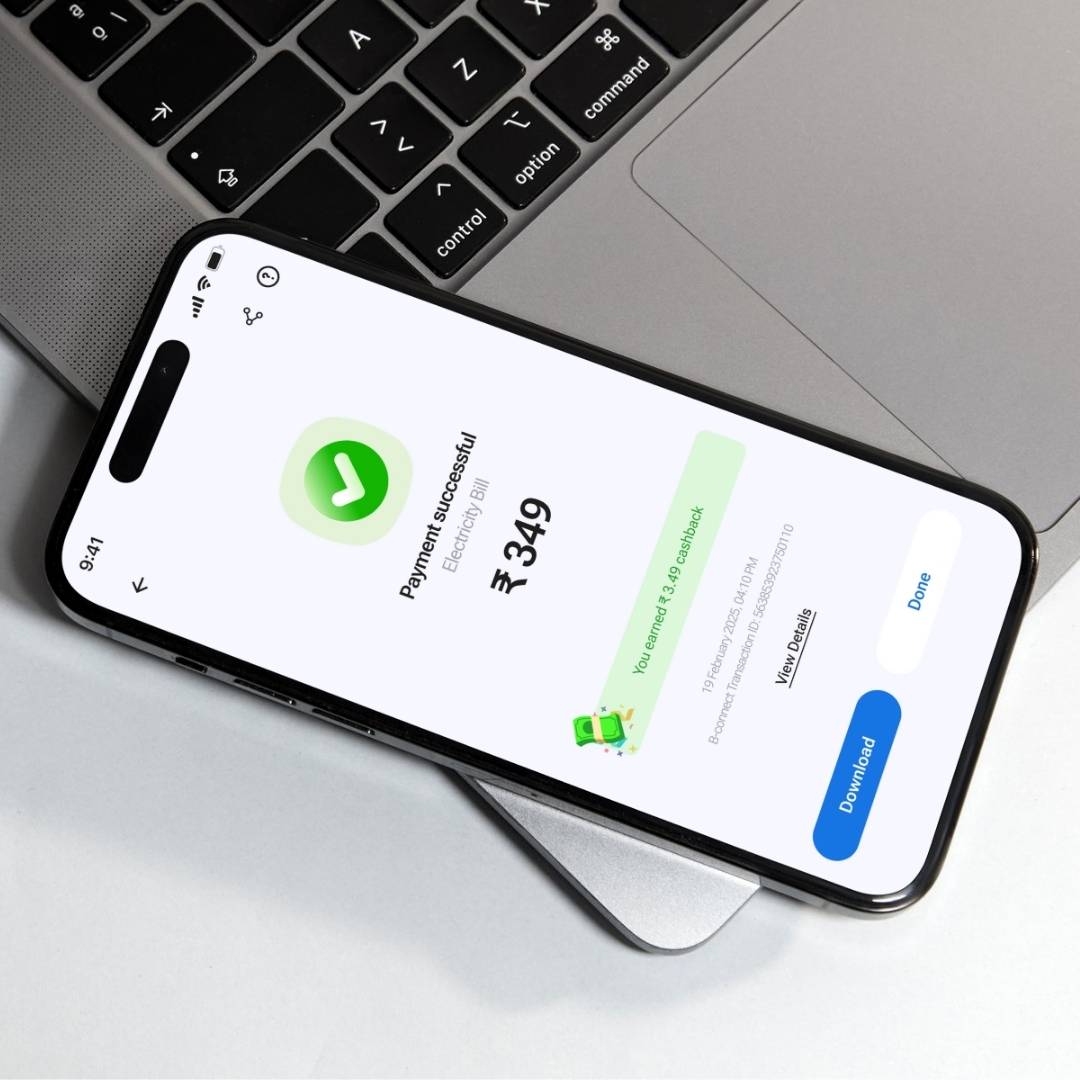 A
X
Z
⌘
command
>
<
⌥
option
^
control
9:41
Payment successful
Electricity Bill
₹ 349
You earned ₹ 3.49 cashback
19 February 2025, 04:10 PM
B-connect Transaction ID: 563853923750110
View Details
Download
Done